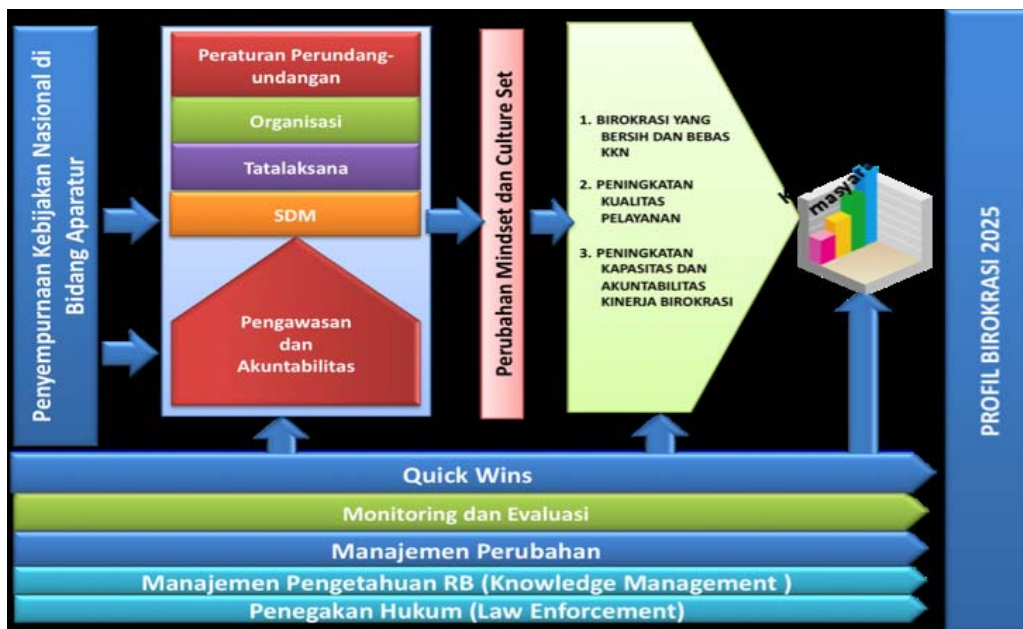 Penyempurnaan Kebijakan Nasional di
Bidang Aparatur
Peraturan Perundang-
undangan
Organisasi
Tatalaksana
SDM
Pengawasan
dan
Akuntabilitas
Perubahan Mindset dan Culture Set
1. BIROKRASI YANG
BERSIH DAN BEBAS
KKN
2. PENINGKATAN
KUALITAS
PELAYANAN
3. PENINGKATAN
KAPASITAS DAN
AKUNTABILITAS
KINERJA BIROKRASI
PROFIL BIROKRASI 2025
Quick Wins
Monitoring dan Evaluasi
Manajemen Perubahan
Manajemen Pengetahuan RB (Knowledge Management )
Penegakan Hukum (Law Enforcement)